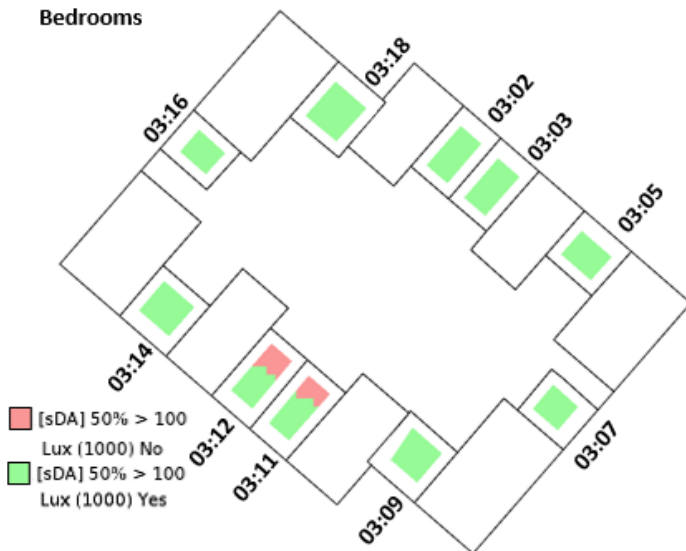 Bedrooms
03:18
03:02
03:16
03:03
03:05
03:14
[sDA] 50% > 100
Lux (1000) No
[sDA] 50% > 100
Lux (1000) Yes
03:12
03:11
03:09
03:07